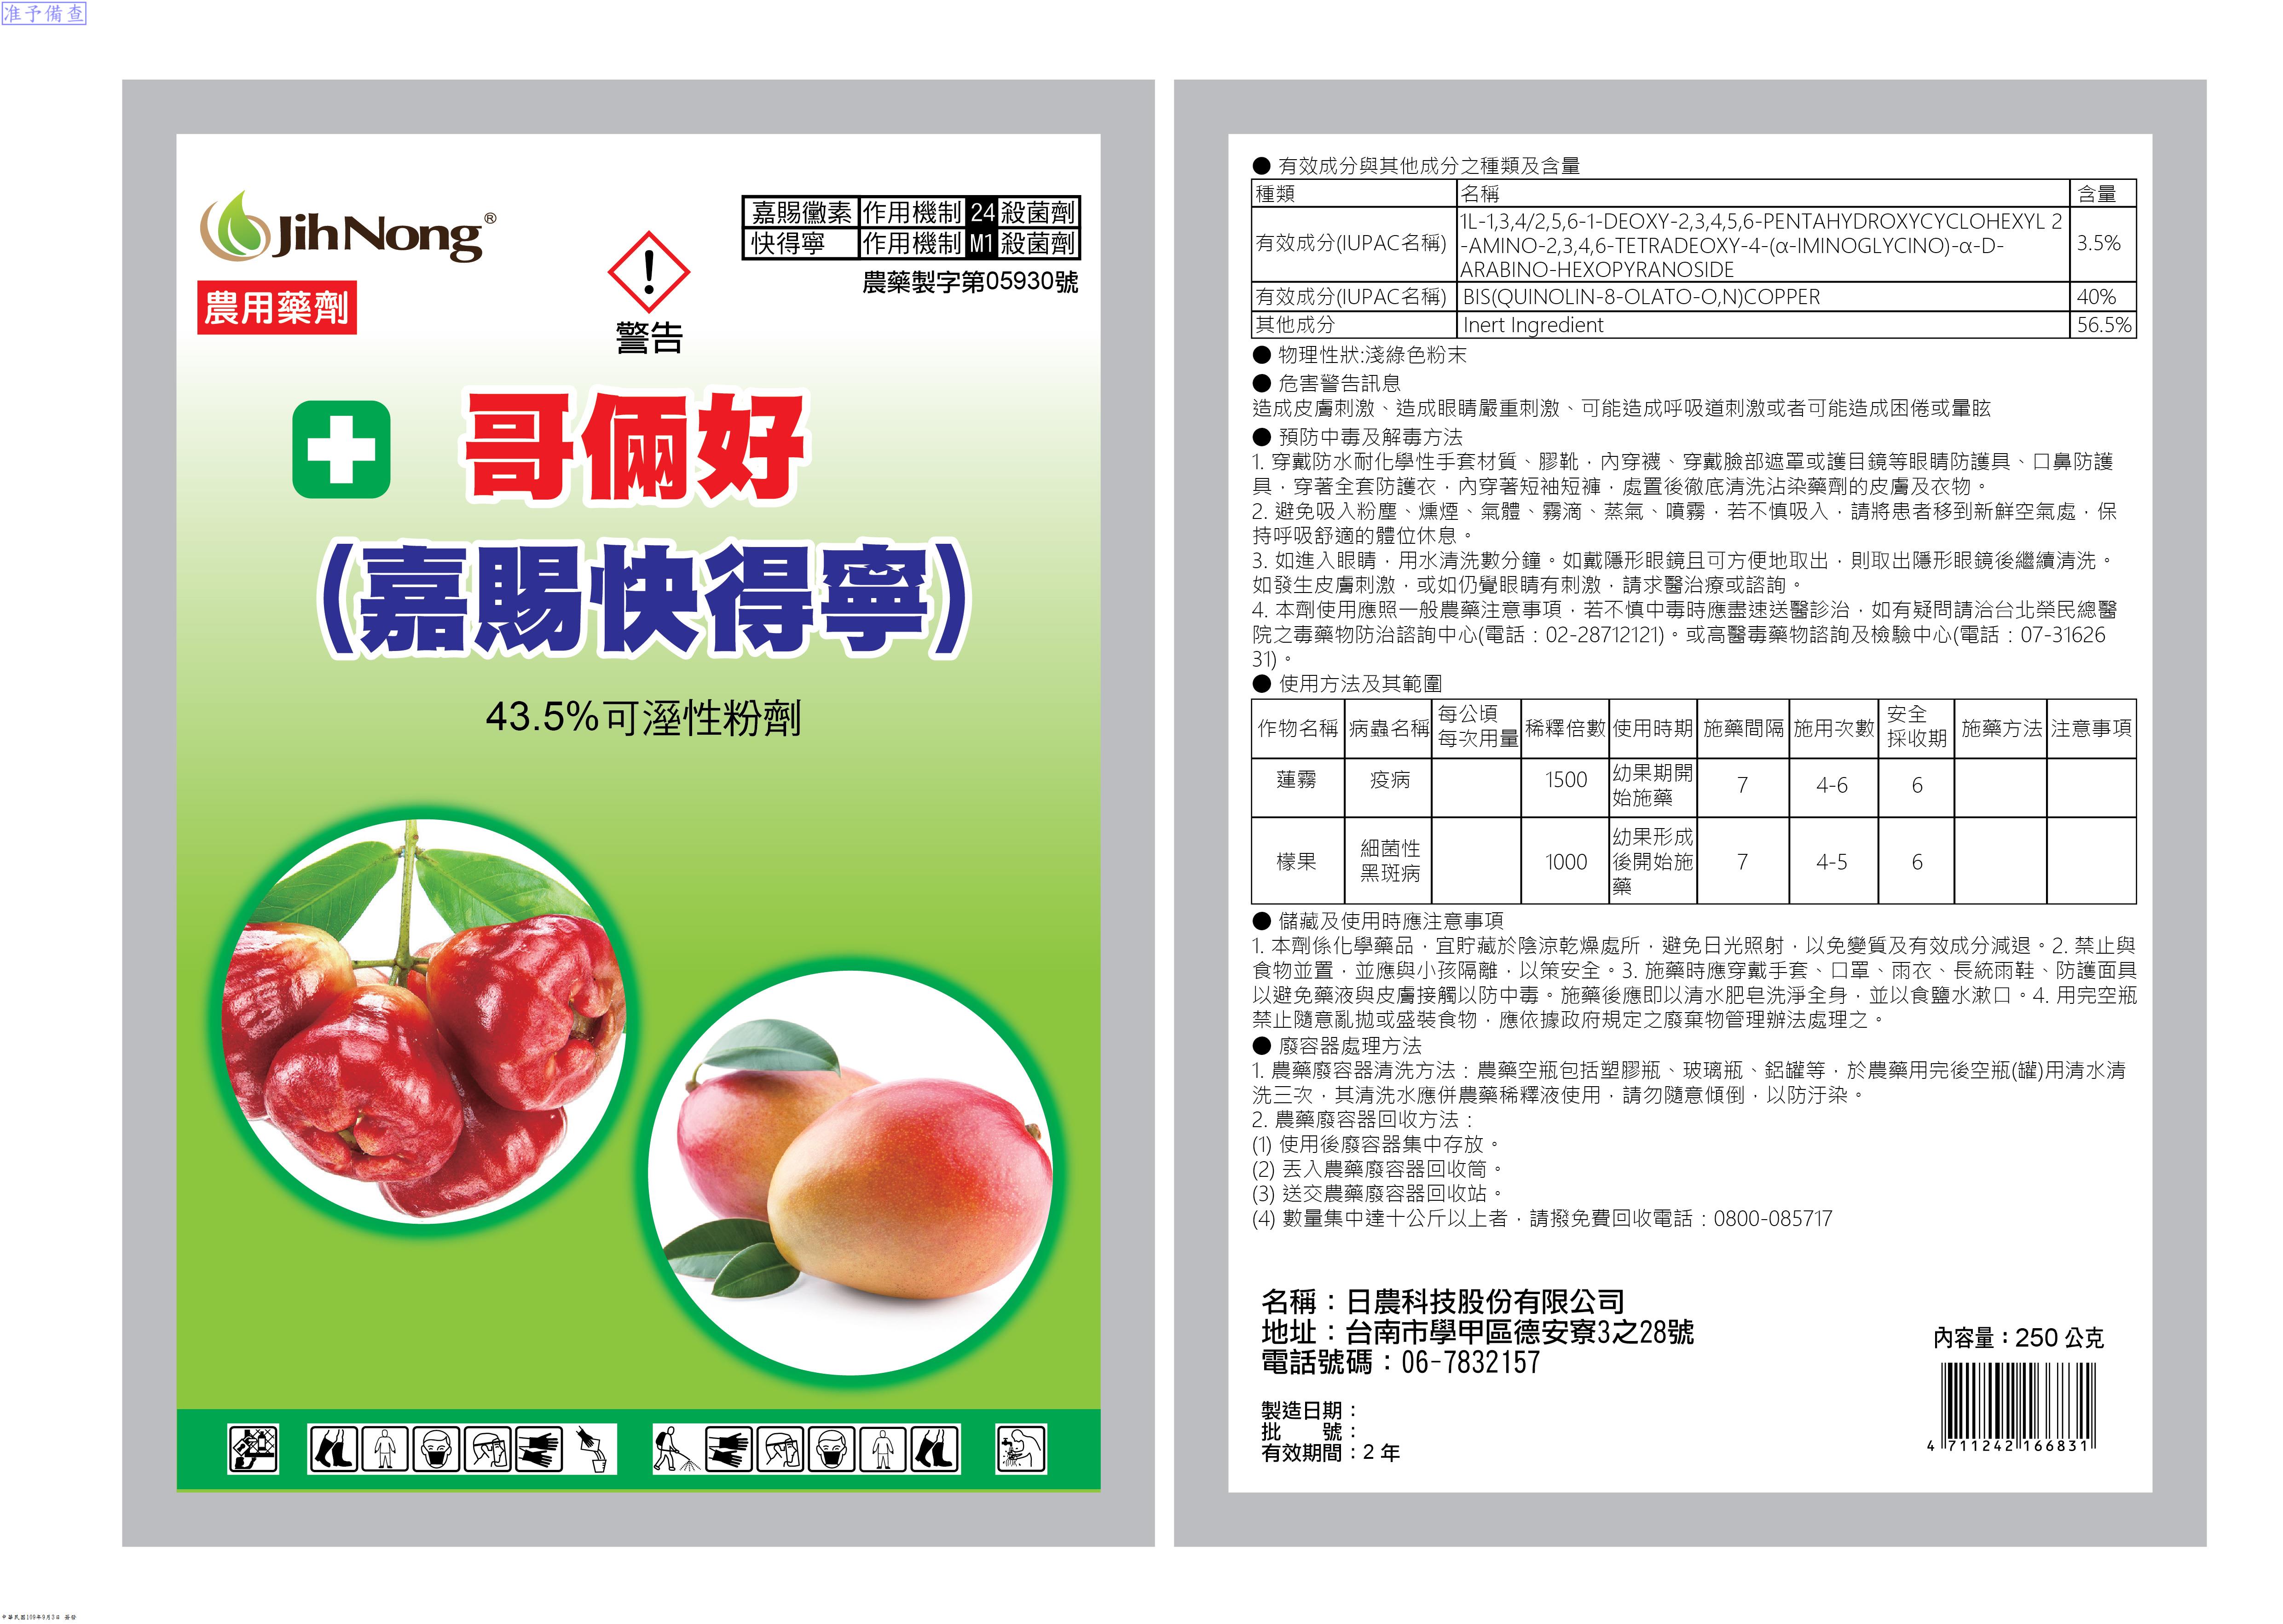 准予備查
JihNong®
農用藥劑
警告
嘉賜黴素 作用機制 24 殺菌劑
快得寧 作用機制 M1 殺菌劑
農藥製字第05930號
哥倆好
(嘉賜快得寧)
43.5%可溼性粉劑
● 有效成分與其他成分之種類及含量
種類 名稱 含量
有效成分(IUPAC名稱) 1L-1,3,4/2,5,6-1-DEOXY-2,3,4,5,6-PENTAHYDROXYCYCLOHEXYL 2
-AMINO-2,3,4,6-TETRADEOXY-4-(α-IMINOGLYCINO)-α-D-
ARABINO-HEXOPYRANOSIDE 3.5%
有效成分(IUPAC名稱) BIS(QUINOLIN-8-OLATO-O,N)COPPER 40%
其他成分 Inert Ingredient 56.5%
● 物理性狀:淺綠色粉末
● 危害警告訊息
造成皮膚刺激、造成眼睛嚴重刺激、可能造成呼吸道刺激或者可能造成困倦或暈眩
● 預防中毒及解毒方法
1. 穿戴防水耐化學性手套材質、膠靴，內穿襪、穿戴臉部遮罩或護目鏡等眼睛防護具、口鼻防護
具，穿著全套防護衣，內穿著短袖短褲，處置後徹底清洗沾染藥劑的皮膚及衣物。
2. 避免吸入粉塵、燻煙、氣體、霧滴、蒸氣、噴霧，若不慎吸入，請將患者移到新鮮空氣處，保
持呼吸舒適的體位休息。
3. 如進入眼睛，用水清洗數分鐘。如戴隱形眼鏡且可方便地取出，則取出隱形眼鏡後繼續清洗。
如發生皮膚刺激，或如仍覺眼睛有刺激，請求醫治療或諮詢。
4. 本劑使用應照一般農藥注意事項，若不慎中毒時應盡速送醫診治，如有疑問請洽台北榮民總醫
院之毒藥物防治諮詢中心(電話：02-28712121)。或高醫毒藥物諮詢及檢驗中心(電話：07-31626
31)。
● 使用方法及其範圍
作物名稱 病蟲名稱 每公頃每次用量 稀釋倍數 使用時期 施藥間隔 施用次數 安全採收期 施藥方法 注意事項
蓮霧 疫病 1500 幼果期開始施藥 7 4-6 6
檬果 細菌性黑斑病 1000 幼果形成後開始施藥 7 4-5 6
● 儲藏及使用時應注意事項
1. 本劑係化學藥品，宜貯藏於陰涼乾燥處所，避免日光照射，以免變質及有效成分減退。2. 禁止與
食物並置，並應與小孩隔離，以策安全。3. 施藥時應穿戴手套、口罩、雨衣、長統雨鞋、防護面具
以避免藥液與皮膚接觸以防中毒。施藥後應即以清水肥皂洗淨全身，並以食鹽水漱口。4. 用完空瓶
禁止隨意亂拋或盛裝食物，應依據政府規定之廢棄物管理辦法處理之。
● 廢容器處理方法
1. 農藥廢容器清洗方法：農藥空瓶包括塑膠瓶、玻璃瓶、鋁罐等，於農藥用完後空瓶(罐)用清水清
洗三次，其清洗水應併農藥稀釋液使用，請勿隨意傾倒，以防汙染。
2. 農藥廢容器回收方法：
(1) 使用後廢容器集中存放。
(2) 丟入農藥廢容器回收筒。
(3) 送交農藥廢容器回收站。
(4) 數量集中達十公斤以上者，請撥免費回收電話：0800-085717
名稱：日農科技股份有限公司
地址：台南市學甲區德安寮3之28號
電話號碼：06-7832157
內容量：250 公克
製造日期：
批 號：
有效期間：2 年
4 711242 166831
中華民國109年9月3日 簽發